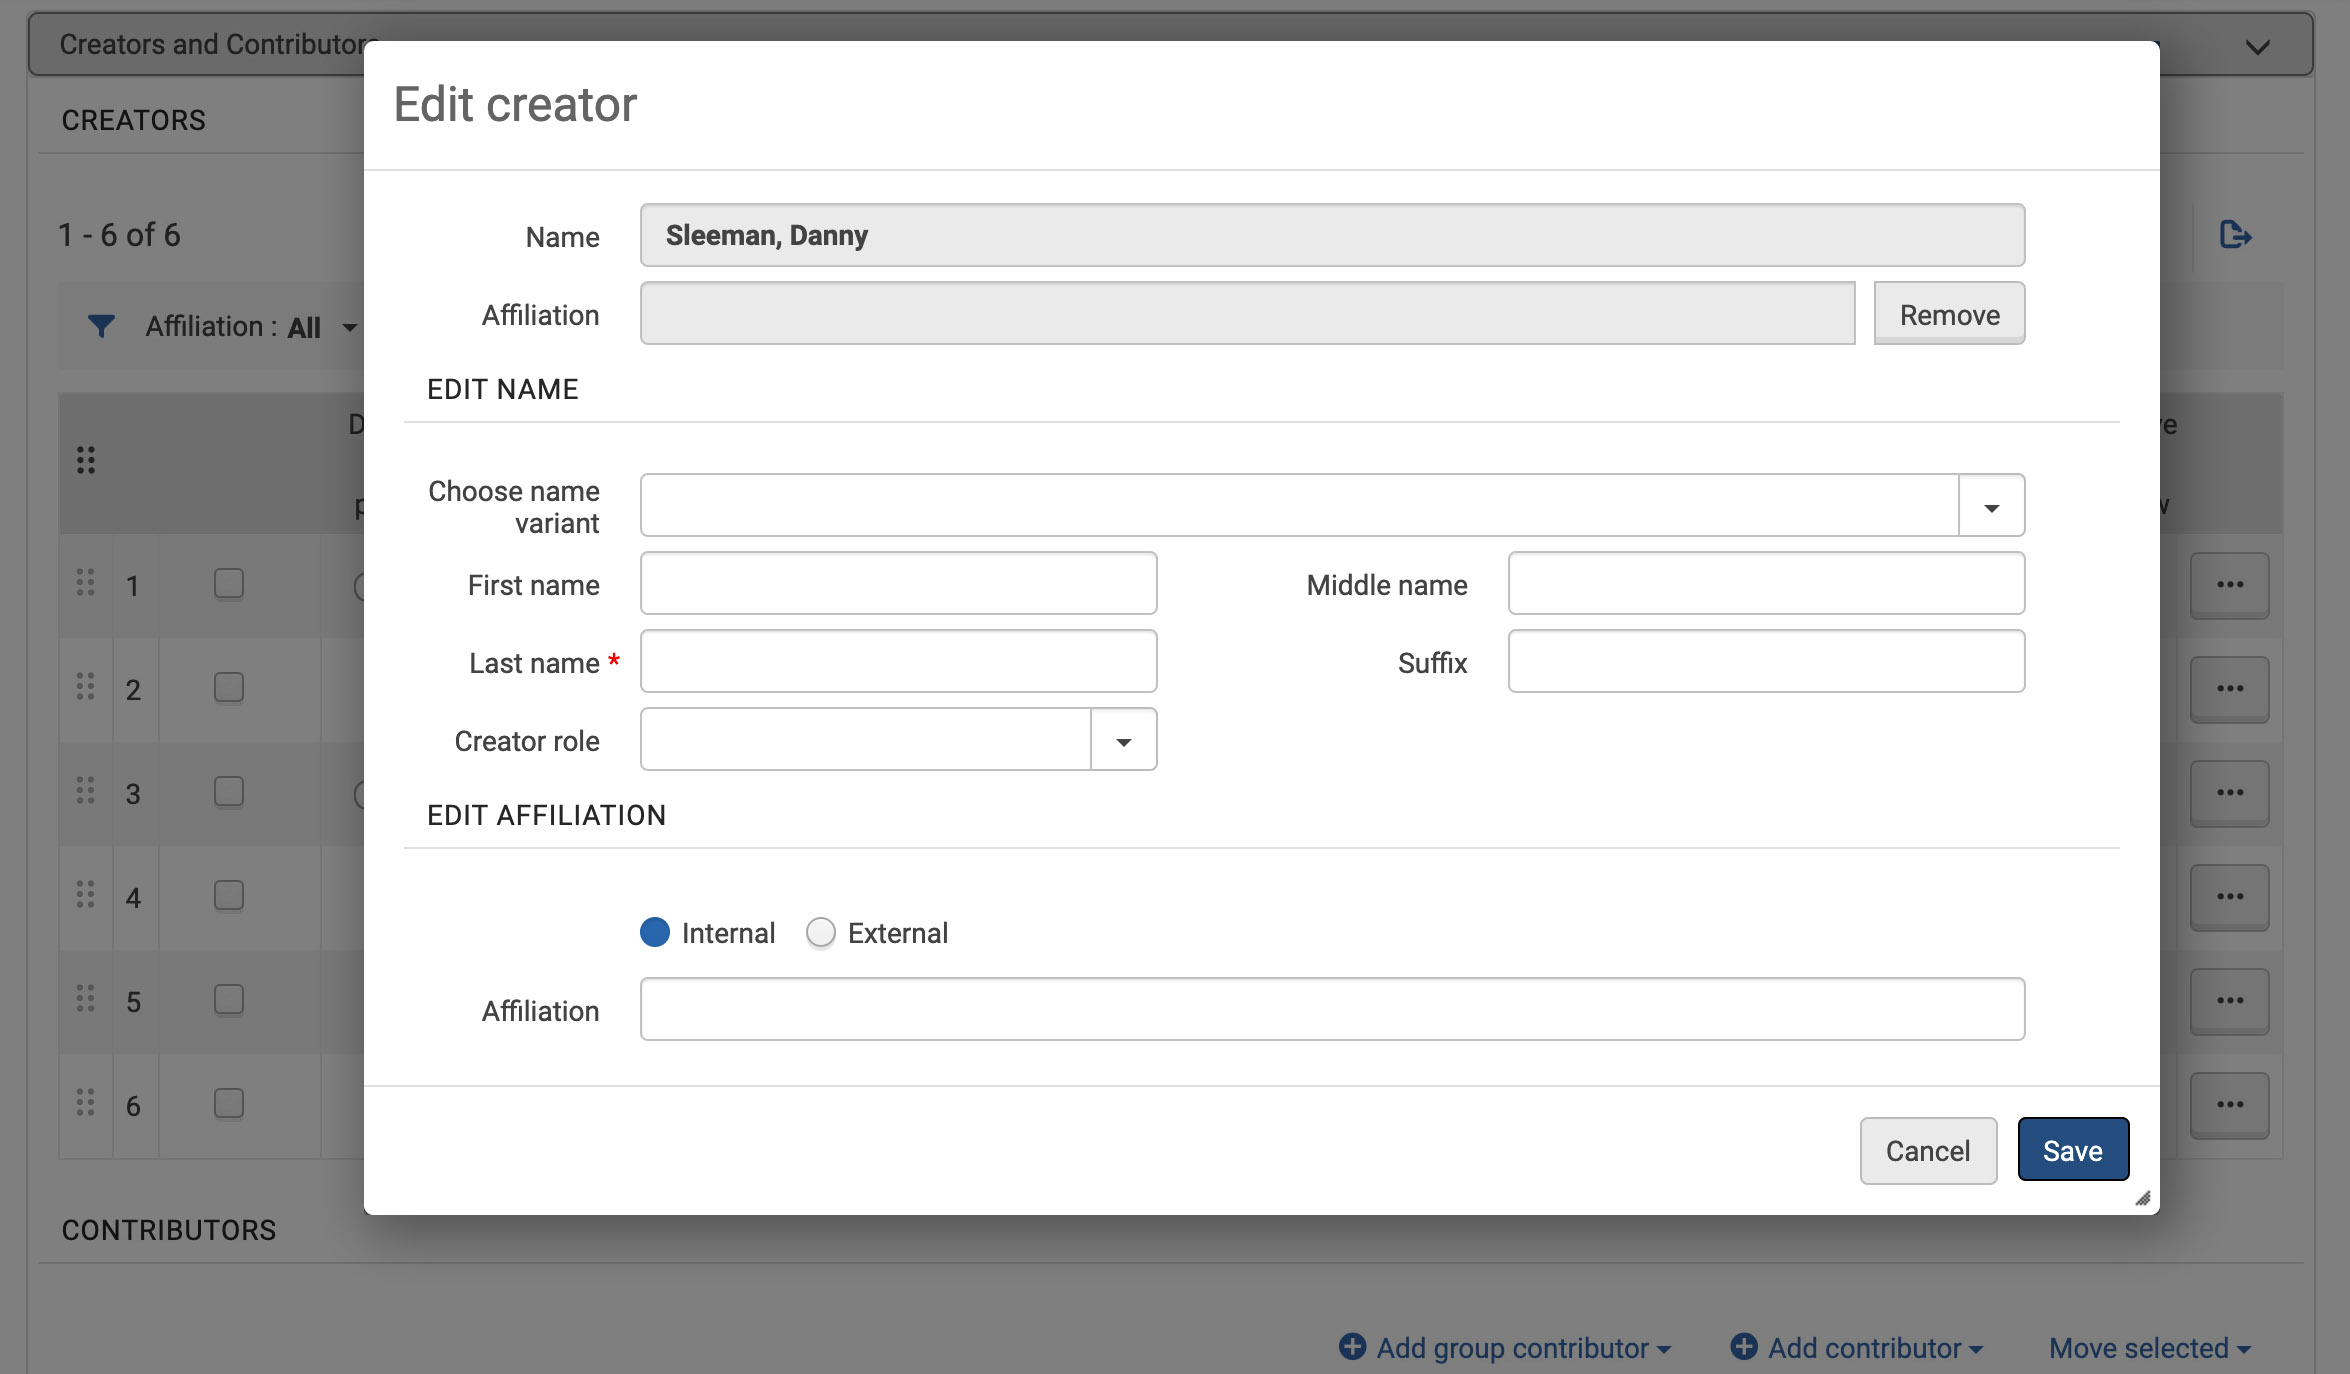 Creators and Contributors
Edit creator
CREATORS
1 - 6 of 6
Name
Sleeman, Danny
Affiliation
Remove
Affiliation : All
EDIT NAME
Choose name
variant
1
First name
Middle name
2
Last name *
Suffix
Creator role
3
EDIT AFFILIATION
4
Internal
External
5
Affiliation
6
Cancel
Save
CONTRIBUTORS
Add group contributor
Add contributor
Move selected